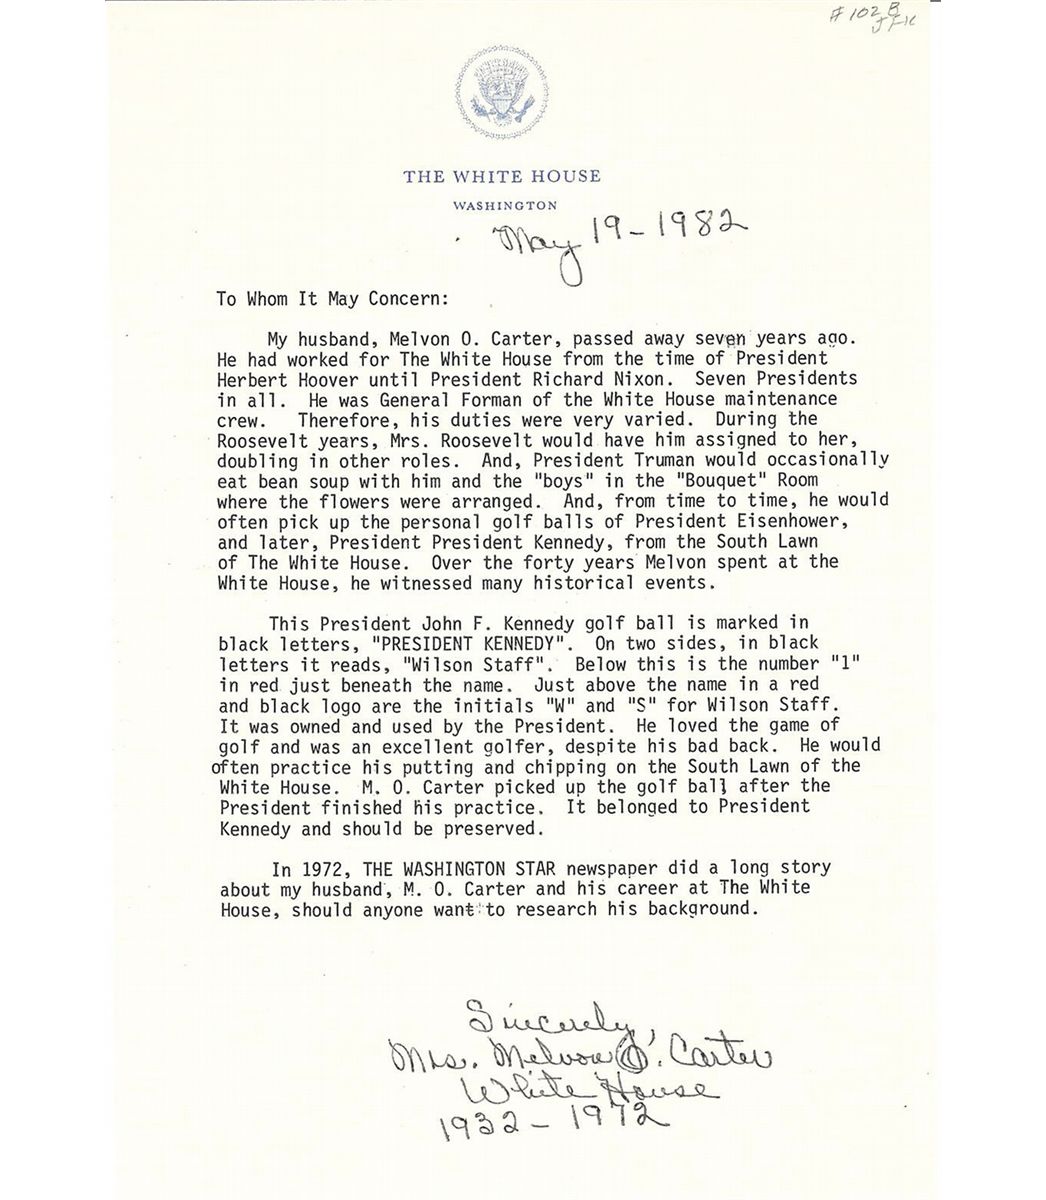 #102 B
JFK
THE WHITE HOUSE
WASHINGTON
May 19-1982
To Whom It May Concern:
My husband, Melvon O. Carter, passed away seven years ago.
He had worked for The White House from the time of President
Herbert Hoover until President Richard Nixon. Seven Presidents
in all. He was General Forman of the White House maintenance
crew. Therefore, his duties were very varied. During the
Roosevelt years, Mrs. Roosevelt would have him assigned to her,
doubling in other roles. And, President Truman would occasionally
eat bean soup with him and the "boys" in the "Bouquet" Room
where the flowers were arranged. And, from time to time, he would
often pick up the personal golf balls of President Eisenhower,
and later, President President Kennedy, from the South Lawn
of The White House. Over the forty years Melvon spent at the
White House, he witnessed many historical events.
This President John F. Kennedy golf ball is marked in
black letters, "PRESIDENT KENNEDY". On two sides, in black
letters it reads, "Wilson Staff". Below this is the number "1"
in red just beneath the name. Just above the name in a red
and black logo are the initials "W" and "S" for Wilson Staff.
It was owned and used by the President. He loved the game of
golf and was an excellent golfer, despite his bad back. He would
often practice his putting and chipping on the South Lawn of the
White House. M. O. Carter picked up the golf ball after the
President finished his practice. It belonged to President
Kennedy and should be preserved.
In 1972, THE WASHINGTON STAR newspaper did a long story
about my husband, M. O. Carter and his career at The White
House, should anyone want to research his background.
Sincerely,
Mrs. Melvon O. Carter
White House
1932-1972